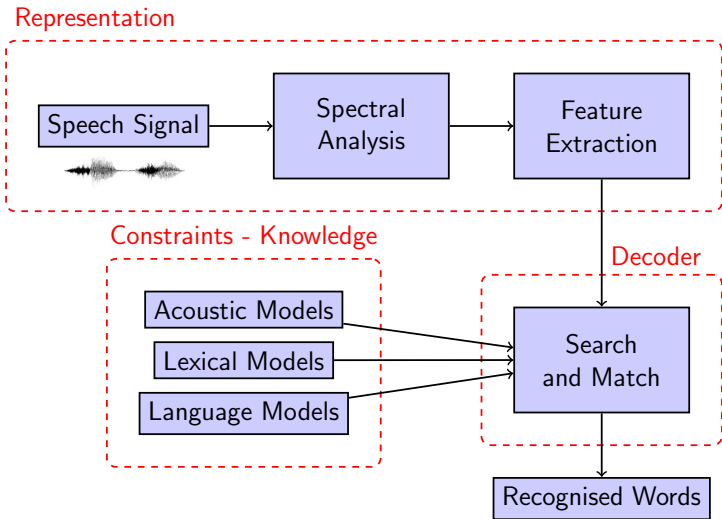 Representation
Speech Signal
Spectral
Analysis
Feature
Extraction
Constraints - Knowledge
Decoder
Acoustic Models
Lexical Models
Language Models
Search
and Match
Recognised Words